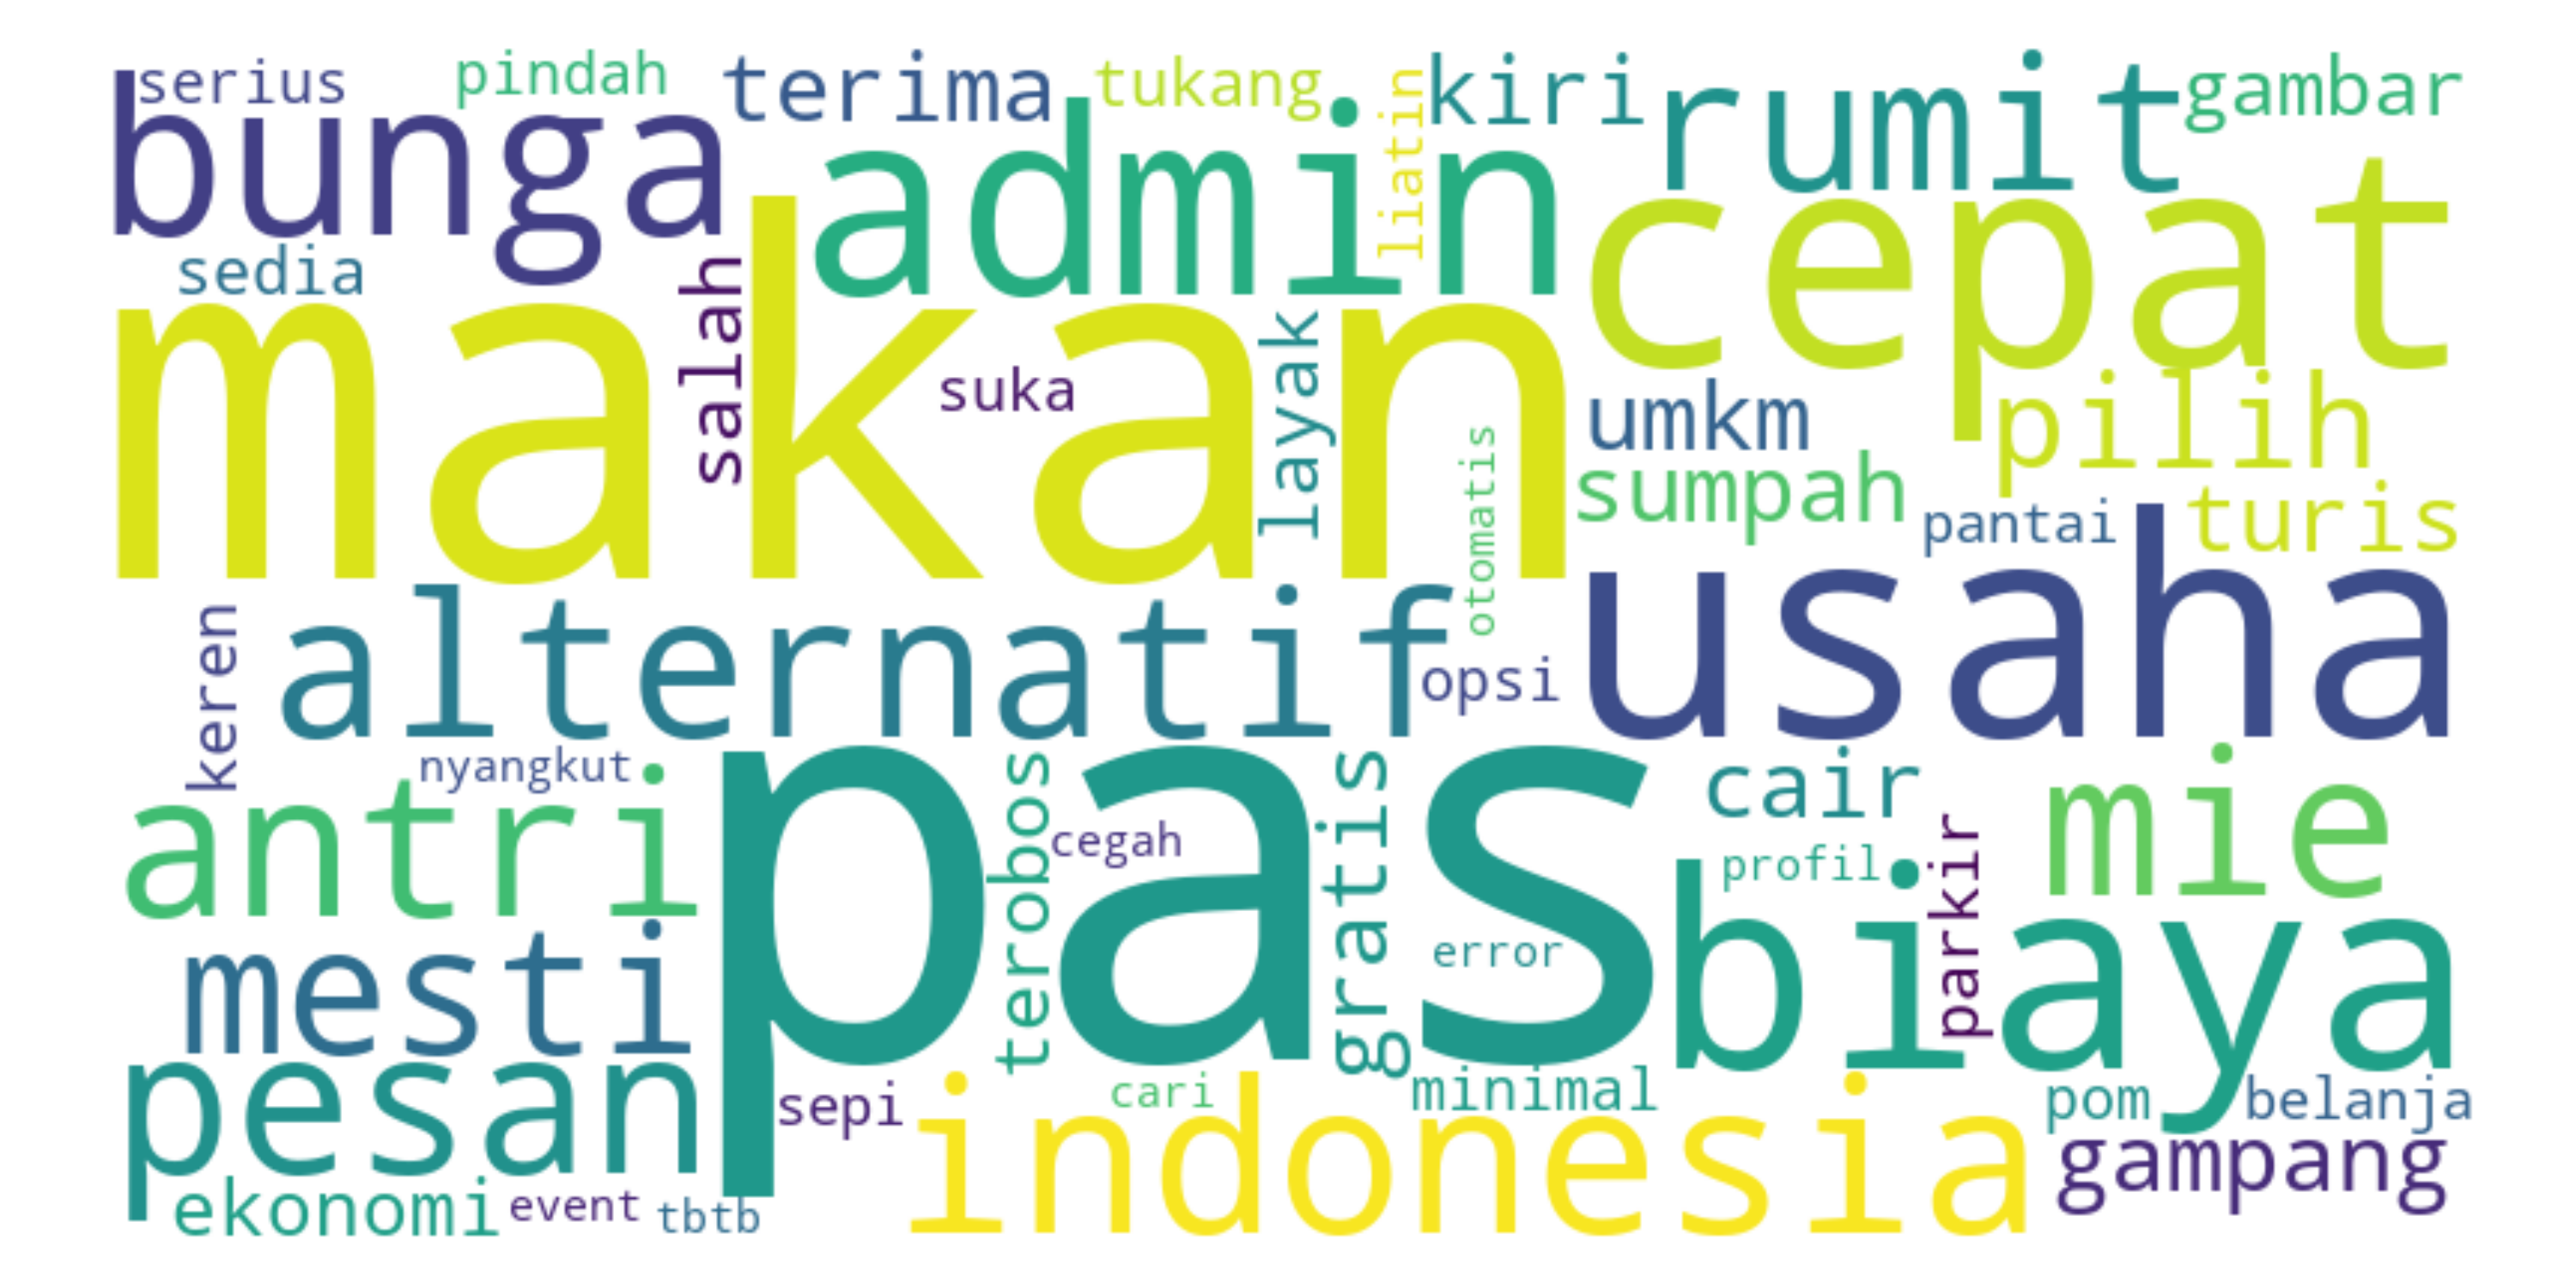 serius
pindah
terima
tukang
liatin
kiri
rumit
gambar
bunga
admin
cepat
sedia
salah
makan
suka
layak
umkm
pilih
otomatis
sumpah
pantai
turis
usaha
keren
alternatif
opsi
nyangkut
antri
pas
terobos
cegah
gratis
cair
mie
profil
parkir
biaya
error
mesti
pesan
sepi
cari
minimal
pom
belanja
indonesia
gampang
ekonomi
event
tbtb